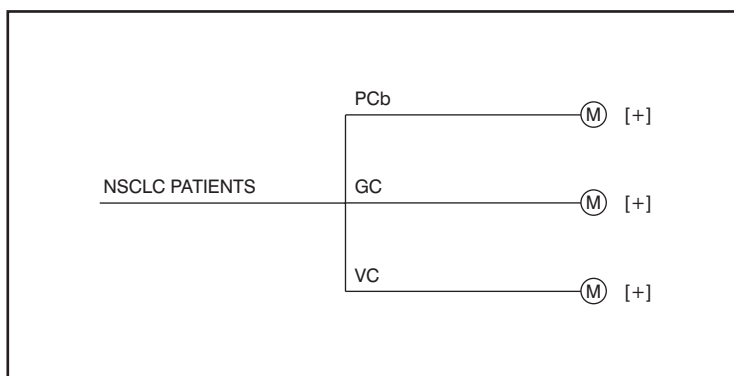 PCb
M [+]
NSCLC PATIENTS
GC
M [+]
VC
M [+]